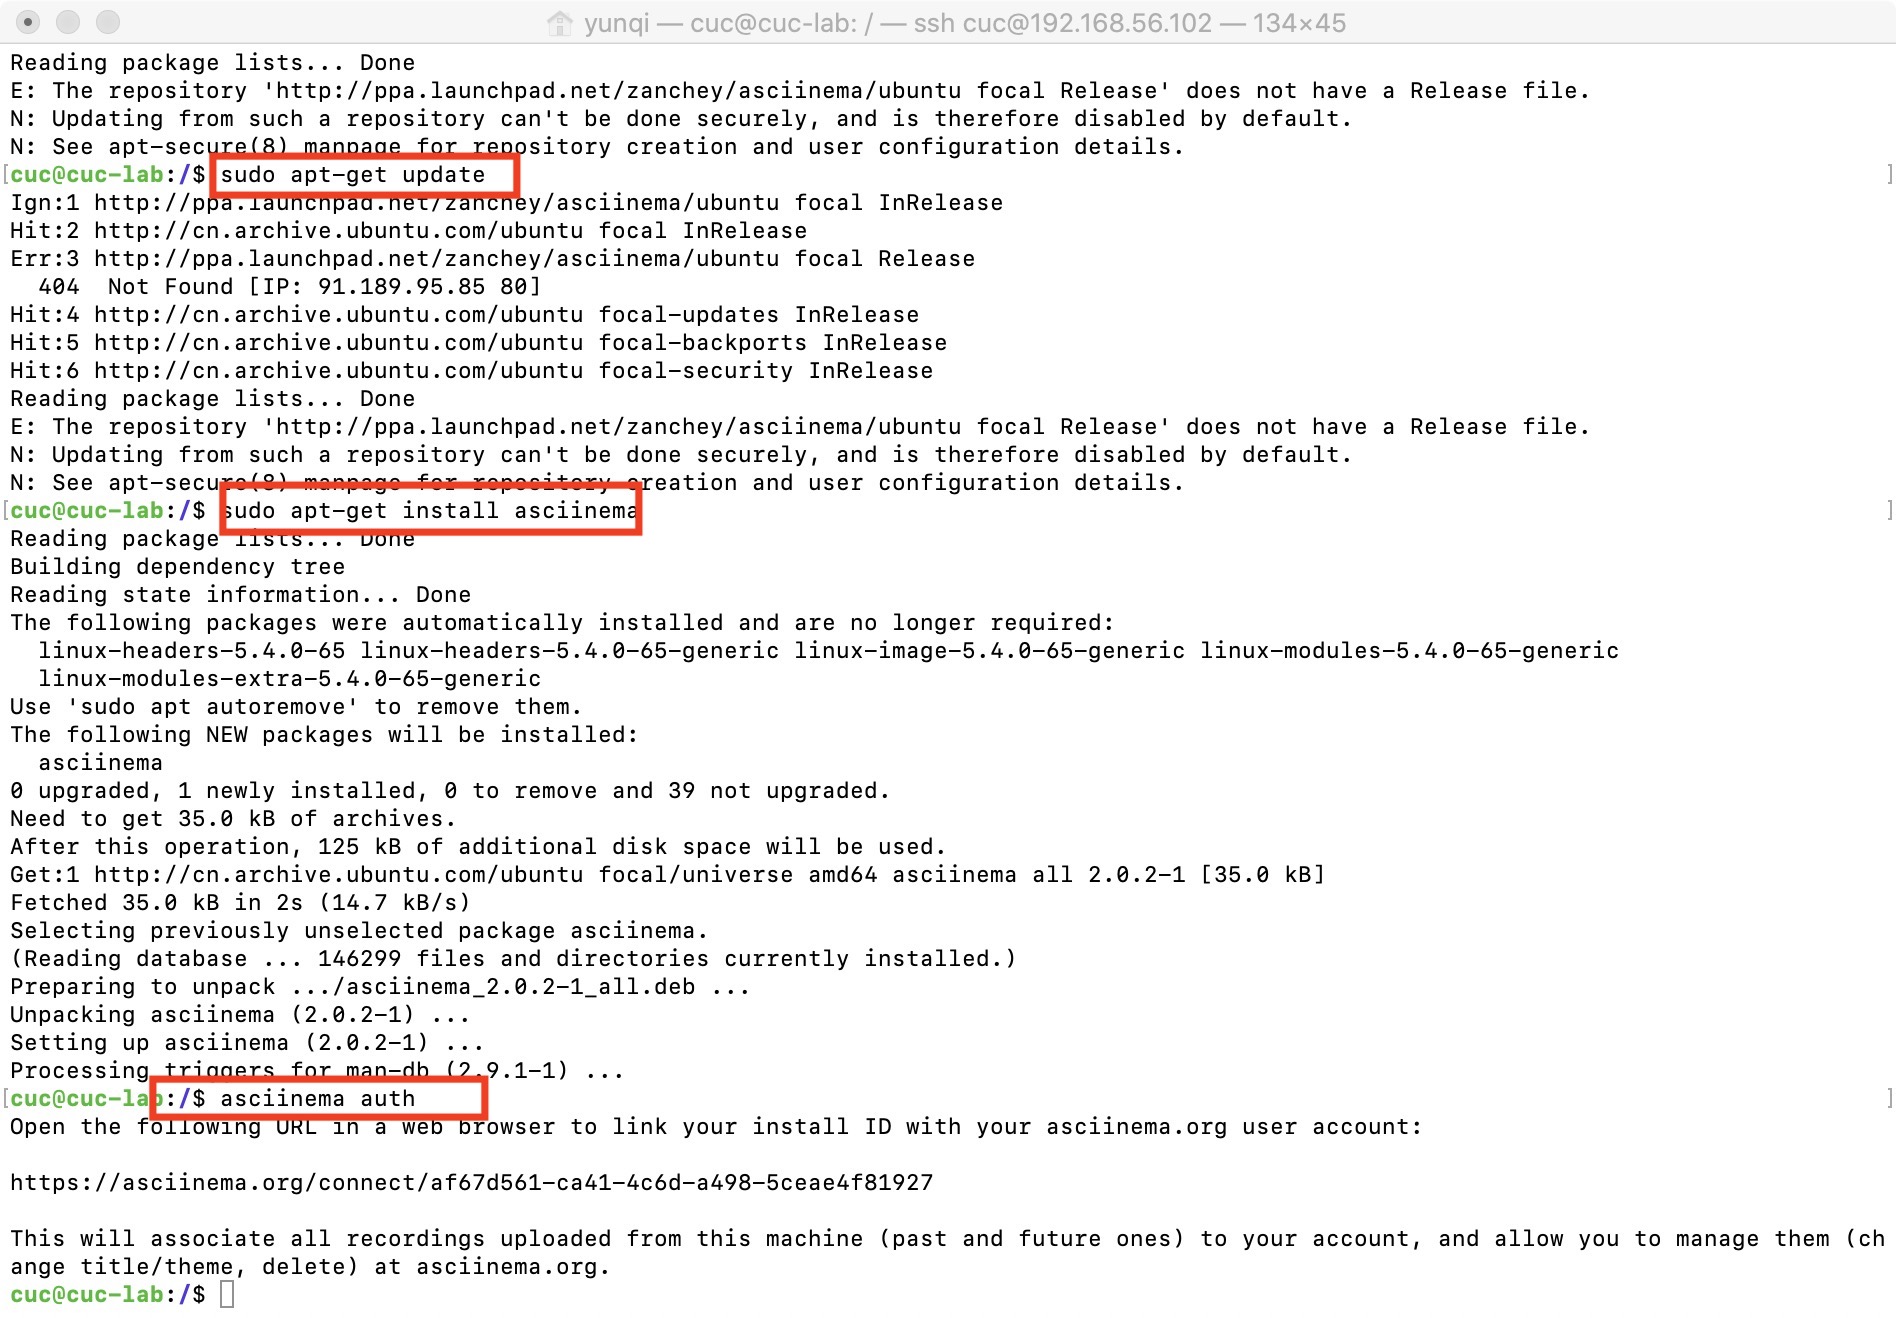 yunqi — cuc@cuc-lab: / — ssh cuc@192.168.56.102 — 134×45
Reading package lists... Done
E: The repository 'http://ppa.launchpad.net/zanchey/asciinema/ubuntu focal Release' does not have a Release file.
N: Updating from such a repository can't be done securely, and is therefore disabled by default.
N: See apt-secure(8) manpage for repository creation and user configuration details.
[cuc@cuc-lab:/$ sudo apt-get update ]
Ign:1 http://ppa.launchpad.net/zanchey/asciinema/ubuntu focal InRelease
Hit:2 http://cn.archive.ubuntu.com/ubuntu focal InRelease
Err:3 http://ppa.launchpad.net/zanchey/asciinema/ubuntu focal Release
  404  Not Found [IP: 91.189.95.85 80]
Hit:4 http://cn.archive.ubuntu.com/ubuntu focal-updates InRelease
Hit:5 http://cn.archive.ubuntu.com/ubuntu focal-backports InRelease
Hit:6 http://cn.archive.ubuntu.com/ubuntu focal-security InRelease
Reading package lists... Done
E: The repository 'http://ppa.launchpad.net/zanchey/asciinema/ubuntu focal Release' does not have a Release file.
N: Updating from such a repository can't be done securely, and is therefore disabled by default.
N: See apt-secure(8) manpage for repository creation and user configuration details.
[cuc@cuc-lab:/$ sudo apt-get install asciinema ]
Reading package lists... Done
Building dependency tree
Reading state information... Done
The following packages were automatically installed and are no longer required:
  linux-headers-5.4.0-65 linux-headers-5.4.0-65-generic linux-image-5.4.0-65-generic linux-modules-5.4.0-65-generic
  linux-modules-extra-5.4.0-65-generic
Use 'sudo apt autoremove' to remove them.
The following NEW packages will be installed:
  asciinema
0 upgraded, 1 newly installed, 0 to remove and 39 not upgraded.
Need to get 35.0 kB of archives.
After this operation, 125 kB of additional disk space will be used.
Get:1 http://cn.archive.ubuntu.com/ubuntu focal/universe amd64 asciinema all 2.0.2-1 [35.0 kB]
Fetched 35.0 kB in 2s (14.7 kB/s)
Selecting previously unselected package asciinema.
(Reading database ... 146299 files and directories currently installed.)
Preparing to unpack .../asciinema_2.0.2-1_all.deb ...
Unpacking asciinema (2.0.2-1) ...
Setting up asciinema (2.0.2-1) ...
Processing triggers for man-db (2.9.1-1) ...
[cuc@cuc-lab:/$ asciinema auth ]
Open the following URL in a web browser to link your install ID with your asciinema.org user account:

https://asciinema.org/connect/af67d561-ca41-4c6d-a498-5ceae4f81927

This will associate all recordings uploaded from this machine (past and future ones) to your account, and allow you to manage them (ch
ange title/theme, delete) at asciinema.org.
cuc@cuc-lab:/$